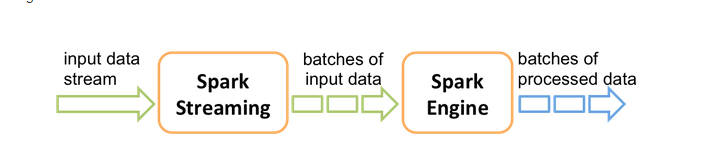 input data
stream
Spark
Streaming
batches of
input data
Spark
Engine
batches of
processed data